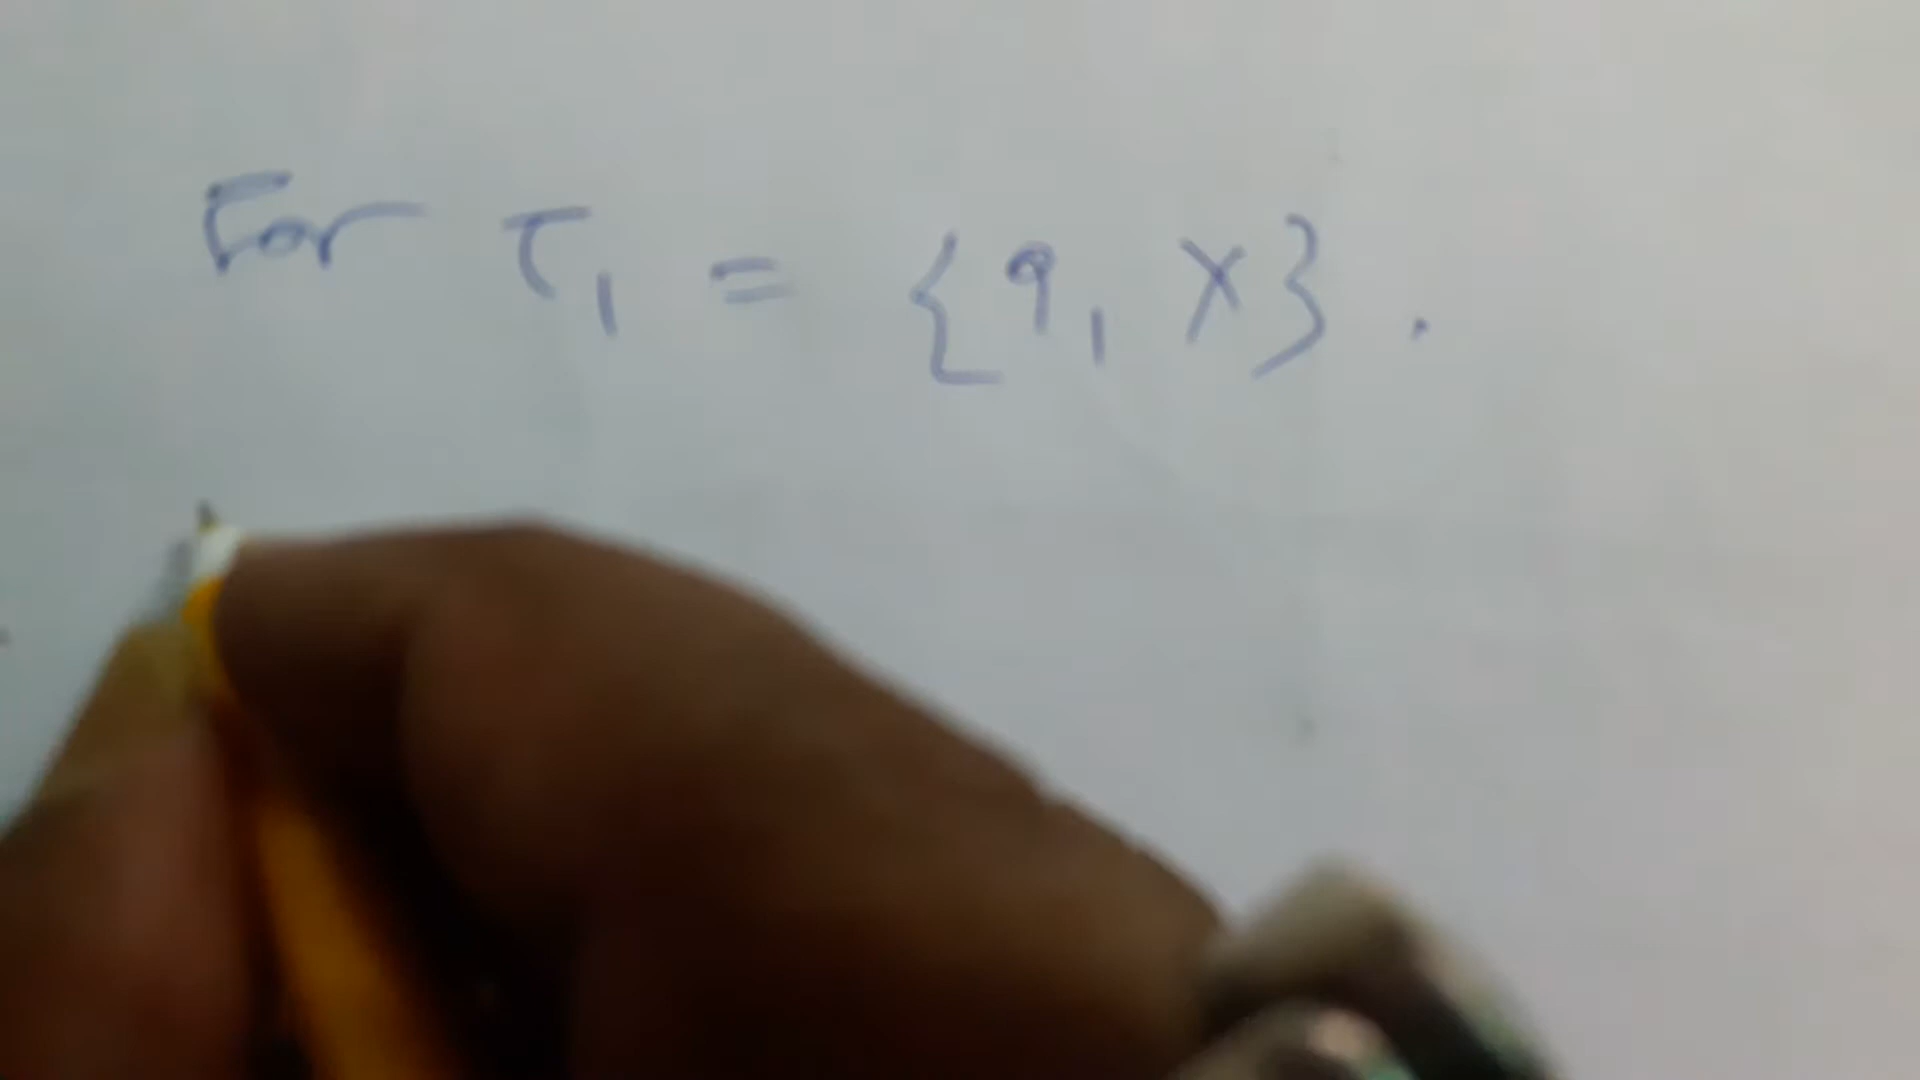 For τ₁ = {φ, X}.